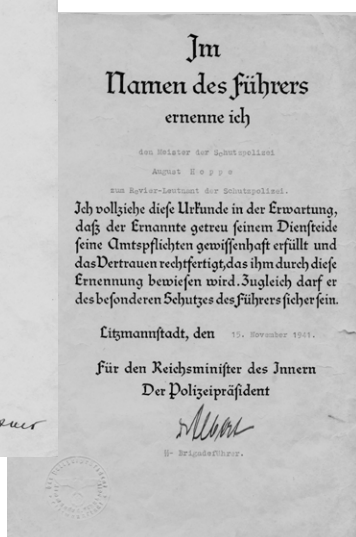 Im
Namen des Führers
ernenne ich
den Meister der Schutzpolizei
August Hoppe
zum Revier-Leutnant der Schutzpolizei.
Ich vollziehe diese Urkunde in der Erwartung,
daß der Ernannte getreu seinem Diensteide
seine Amtspflichten gewissenhaft erfüllt und
das Vertrauen rechtfertigt, das ihm durch diese
Ernennung bewiesen wird. Zugleich darf er
des besonderen Schutzes des Führers sicher sein.
Litzmannstadt, den 15. November 1941.
Für den Reichsminister des Innern
Der Polizeipräsident
Dr Albert
SS- Brigadeführer.